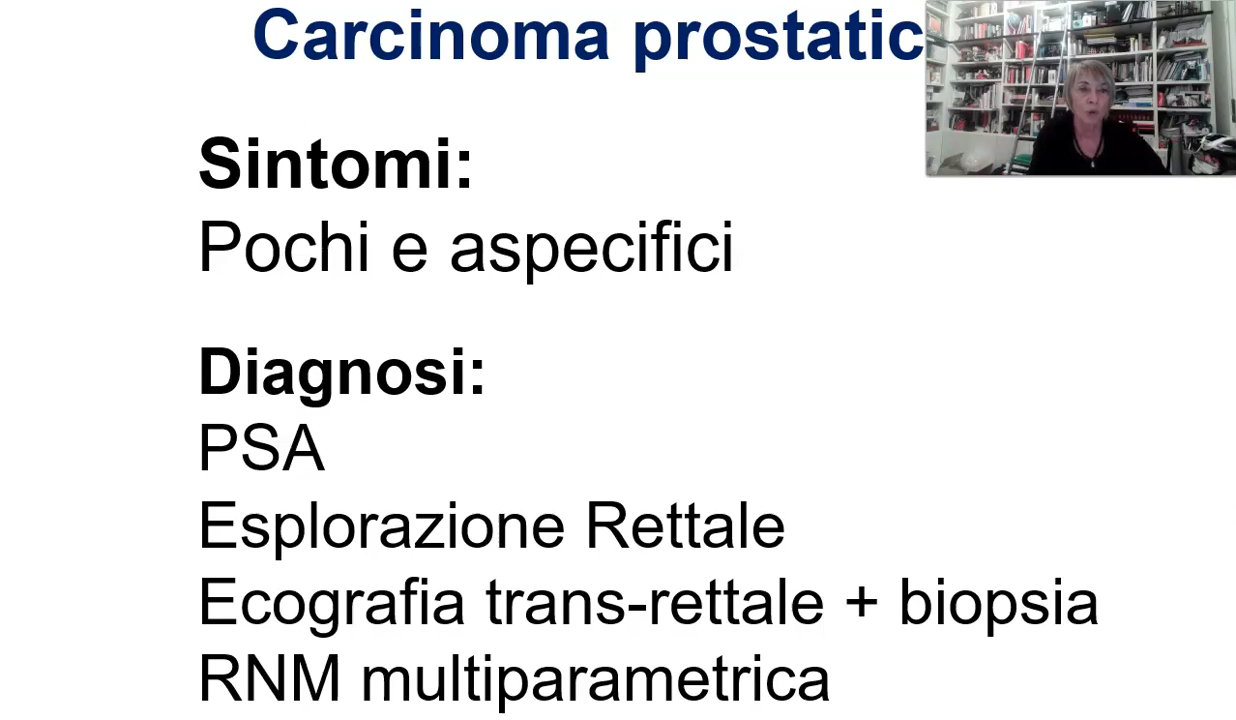 Carcinoma prostatic
Sintomi:
Pochi e aspecifici
Diagnosi:
PSA
Esplorazione Rettale
Ecografia trans-rettale + biopsia
RNM multiparametrica